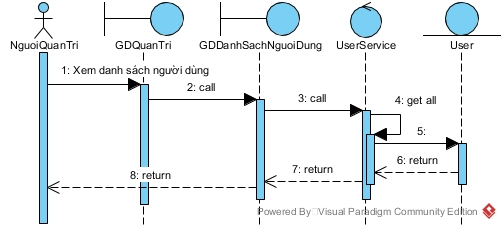 NguoiQuanTri
GDQuanTri
GDDanhSachNguoiDung
UserService
User
1: Xem danh sách người dùng
2: call
3: call
4: get all
5:
6: return
7: return
8: return
Powered By Visual Paradigm Community Edition